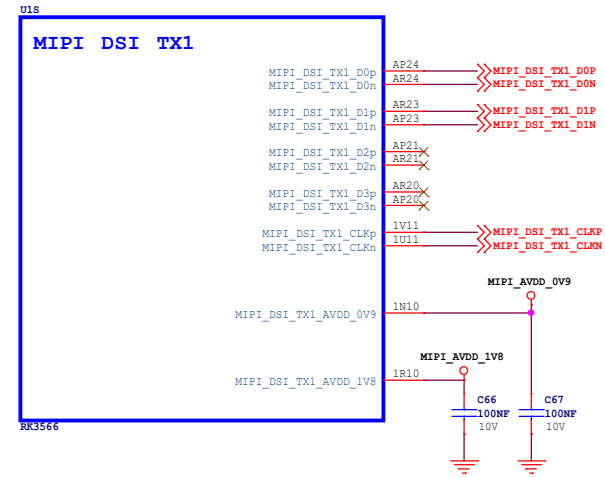 U1S
MIPI DSI TX1
MIPI_DSI_TX1_D0p AP24 MIPI_DSI_TX1_D0P
MIPI_DSI_TX1_D0n AR24 MIPI_DSI_TX1_D0N
MIPI_DSI_TX1_D1p AR23 MIPI_DSI_TX1_D1P
MIPI_DSI_TX1_D1n AP23 MIPI_DSI_TX1_D1N
MIPI_DSI_TX1_D2p AP21
MIPI_DSI_TX1_D2n AR21
MIPI_DSI_TX1_D3p AR20
MIPI_DSI_TX1_D3n AP20
MIPI_DSI_TX1_CLKp 1V11 MIPI_DSI_TX1_CLKP
MIPI_DSI_TX1_CLKn 1U11 MIPI_DSI_TX1_CLKN
MIPI_AVDD_0V9
MIPI_DSI_TX1_AVDD_0V9 1N10
MIPI_AVDD_1V8
MIPI_DSI_TX1_AVDD_1V8 1R10
C66 C67
100NF 100NF
10V 10V
RK3566